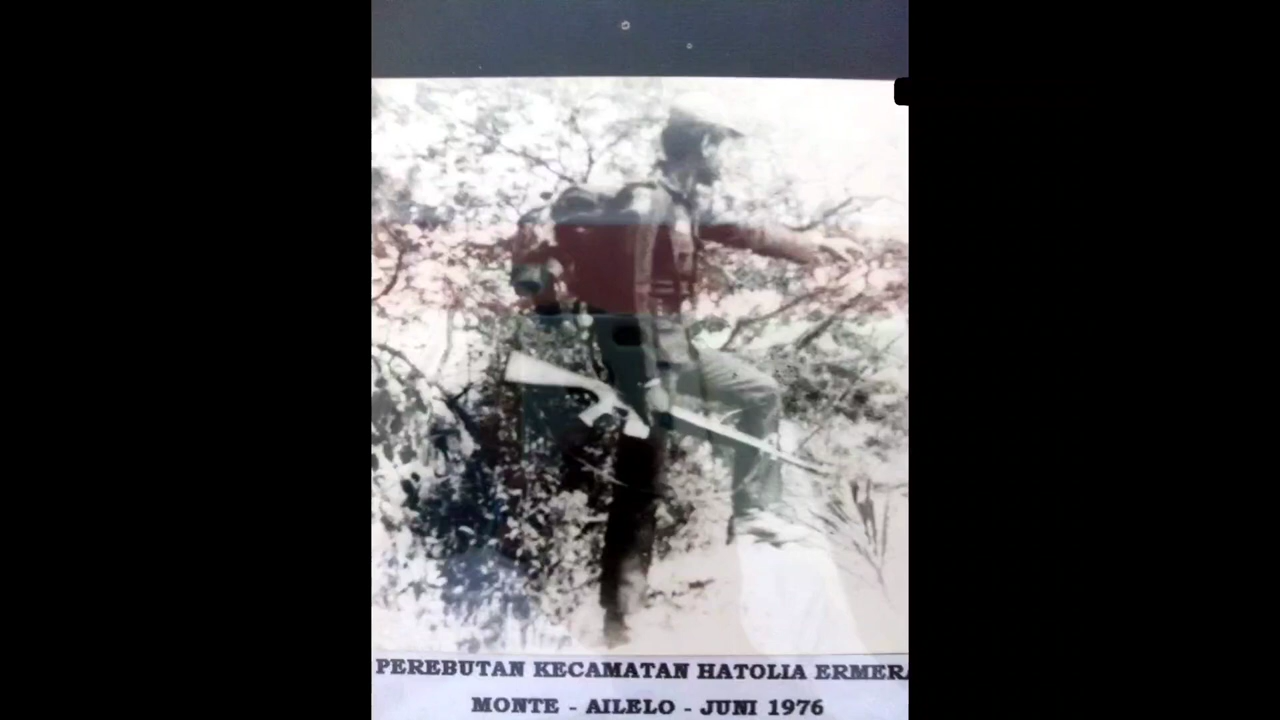 PEREBUTAN KECAMATAN HATOLIA ERMERA
MONTE - AILELO - JUNI 1976